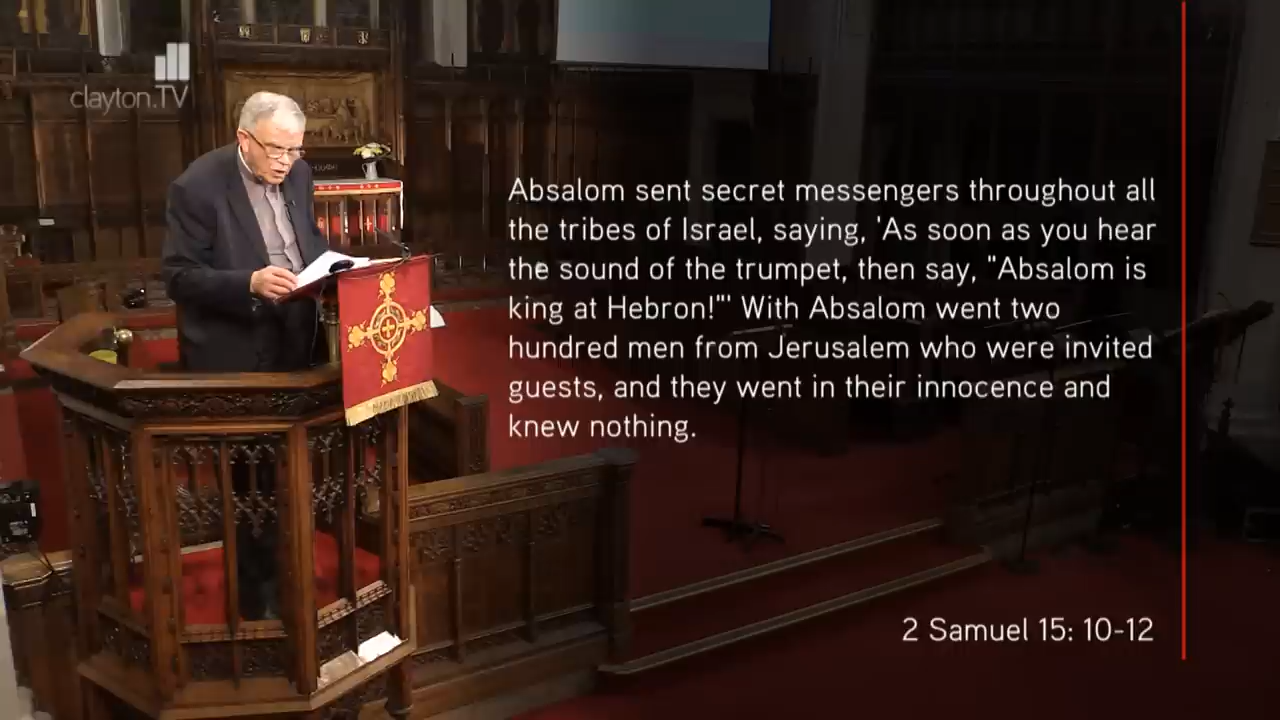 clayton.TV
Absalom sent secret messengers throughout all
the tribes of Israel, saying, 'As soon as you hear
the sound of the trumpet, then say, "Absalom is
king at Hebron!"' With Absalom went two
hundred men from Jerusalem who were invited
guests, and they went in their innocence and
knew nothing.
2 Samuel 15: 10-12